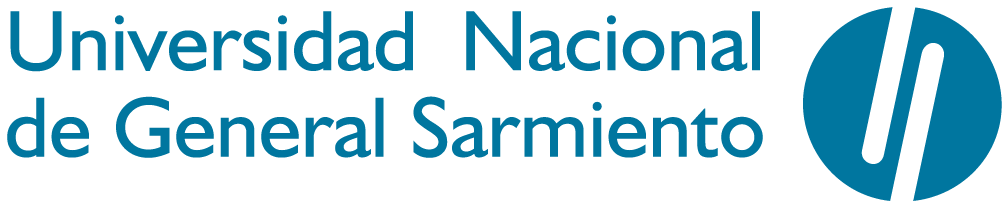 Universidad Nacional
de General Sarmiento